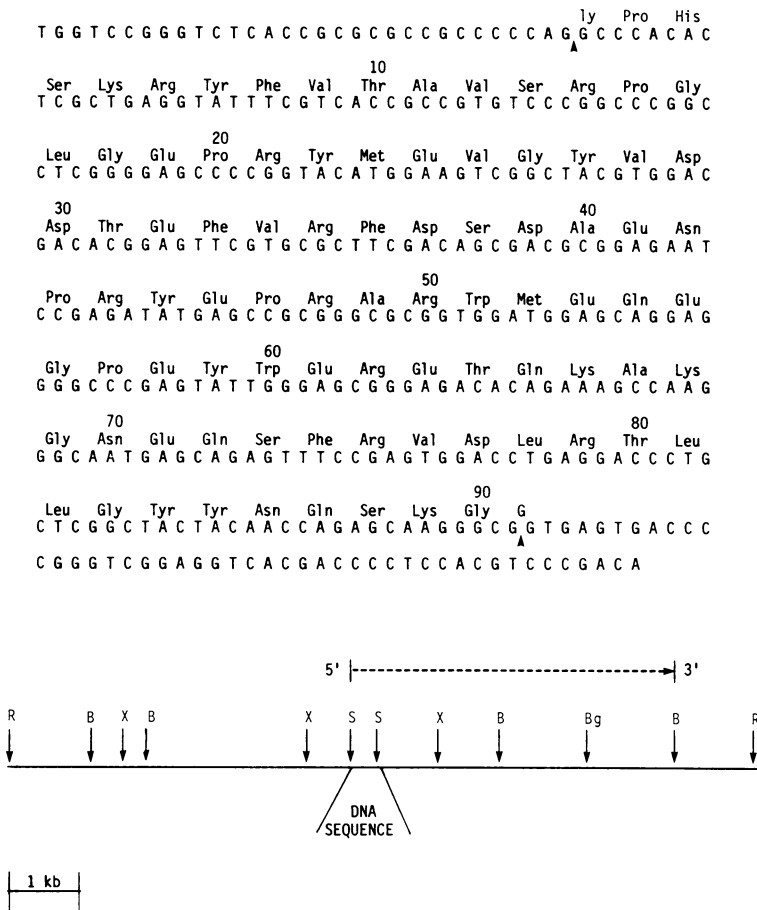 ly Pro His
T G G T C C G G G T C T C A C C G C G C G C C G C C C C C A G G C C C A C A C
10
Ser Lys Arg Tyr Phe Val Thr Ala Val Ser Arg Pro Gly
T C G C T G A G G T A T T T C G T C A C C G C C G T G T C C C G G C C C G G C
20
Leu Gly Glu Pro Arg Tyr Met Glu Val Gly Tyr Val Asp
C T C G G G G A G C C C C G G T A C A T G G A A G T C G G C T A C G T G G A C
30 40
Asp Thr Glu Phe Val Arg Phe Asp Ser Asp Ala Glu Asn
G A C A C G G A G T T C G T G C G C T T C G A C A G C G A C G C G G A G A A T
50
Pro Arg Tyr Glu Pro Arg Ala Arg Trp Met Glu Gln Glu
C C G A G A T A T G A G C C G C G G G C G C G G T G G A T G G A G C A G G A G
60
Gly Pro Glu Tyr Trp Glu Arg Glu Thr Gln Lys Ala Lys
G G G C C C G A G T A T T G G G A G C G G G A G A C A C A G A A A G C C A A G
70 80
Gly Asn Glu Gln Ser Phe Arg Val Asp Leu Arg Thr Leu
G G C A A T G A G C A G A G T T T C C G A G T G G A C C T G A G G A C C C T G
90
Leu Gly Tyr Tyr Asn Gln Ser Lys Gly G
C T C G G C T A C T A C A A C C A G A G C A A G G G C G G T G A G T G A C C C
C G G G T C G G A G G T C A C G A C C C C T C C A C G T C C C G A C A
5' 3'
R B X B X S S X B Bg B R
DNA
SEQUENCE
1 kb